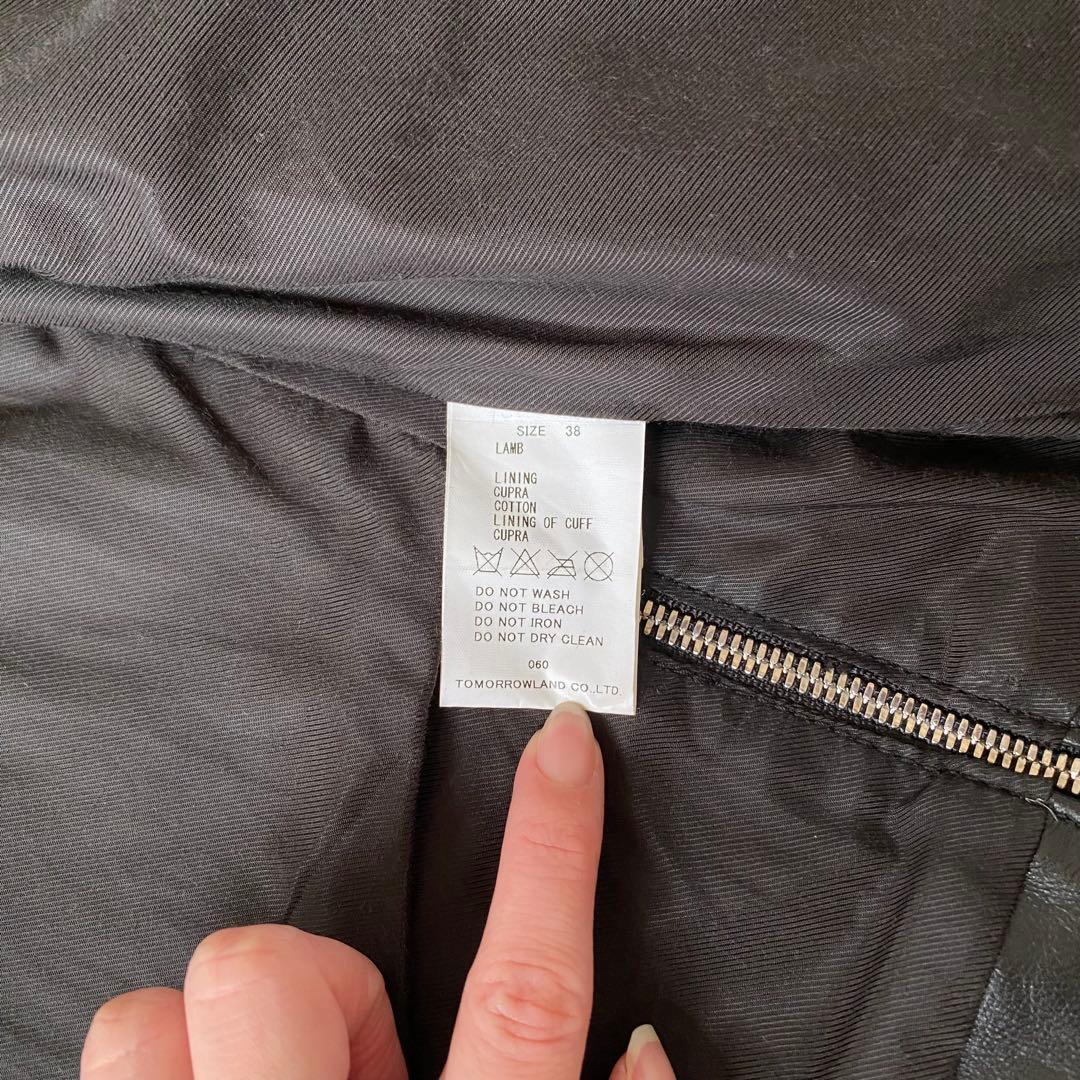 SIZE 38
LAMB
LINING
CUPRA
COTTON
LINING OF CUFF
CUPRA
DO NOT WASH
DO NOT BLEACH
DO NOT IRON
DO NOT DRY CLEAN
060
TOMORROWLAND CO.,LTD.